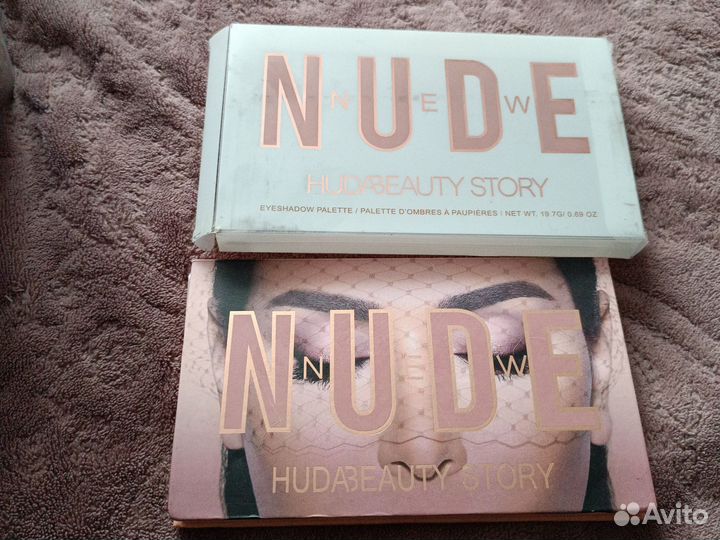 NUDE
NEW
HUDABEAUTY STORY
EYESHADOW PALETTE / PALETTE D'OMBRES À PAUPIÈRES | NET WT. 19.7G/ 0.69 OZ
NUDE
NEW
HUDABEAUTY STORY
Avito